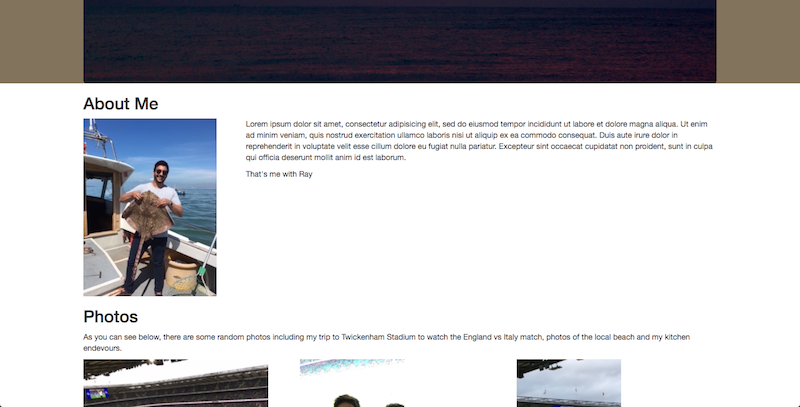 About Me
Lorem ipsum dolor sit amet, consectetur adipisicing elit, sed do eiusmod tempor incididunt ut labore et dolore magna aliqua. Ut enim
ad minim veniam, quis nostrud exercitation ullamco laboris nisi ut aliquip ex ea commodo consequat. Duis aute irure dolor in
reprehenderit in voluptate velit esse cillum dolore eu fugiat nulla pariatur. Excepteur sint occaecat cupidatat non proident, sunt in culpa
qui officia deserunt mollit anim id est laborum.
That's me with Ray
Photos
As you can see below, there are some random photos including my trip to Twickenham Stadium to watch the England vs Italy match, photos of the local beach and my kitchen
endevours.